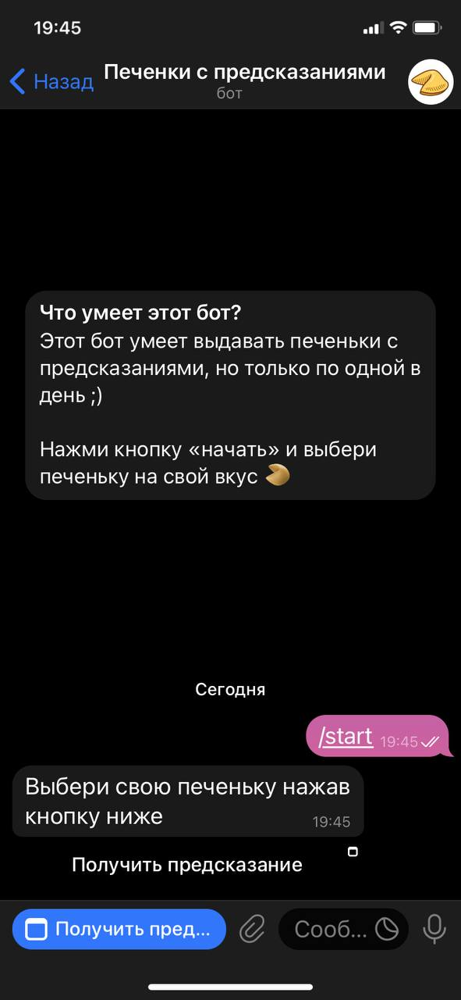 19:45
Назад
Печенки с предсказаниями
бот
Что умеет этот бот?
Этот бот умеет выдавать печеньки с
предсказаниями, но только по одной в
день ;)
Нажми кнопку «начать» и выбери
печеньку на свой вкус
Сегодня
/start 19:45
Выбери свою печеньку нажав
кнопку ниже 19:45
Получить предсказание
Получить пред...
Сооб...